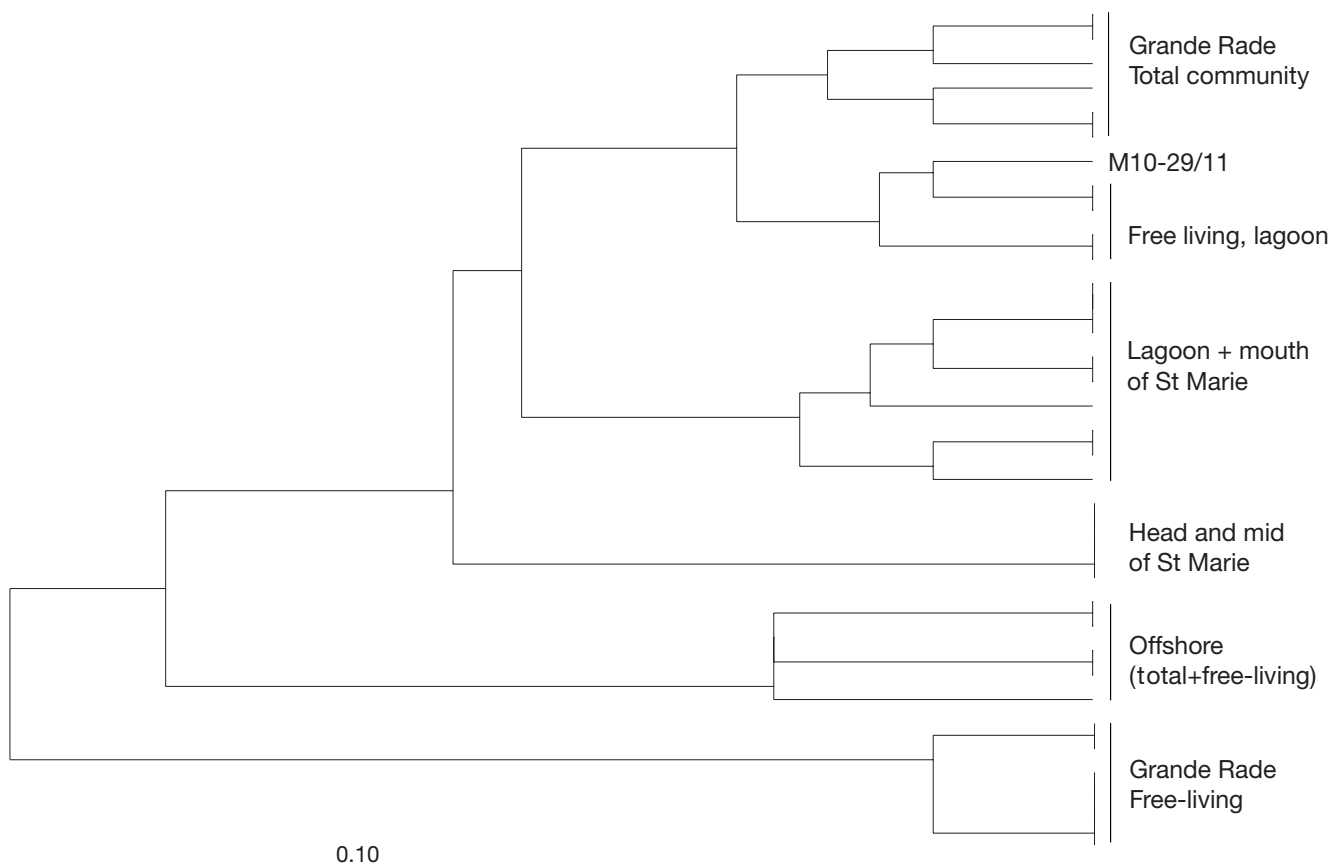 Grande Rade
Total community
M10-29/11
Free living, lagoon
Lagoon + mouth
of St Marie
Head and mid
of St Marie
Offshore
(total+free-living)
Grande Rade
Free-living
0.10